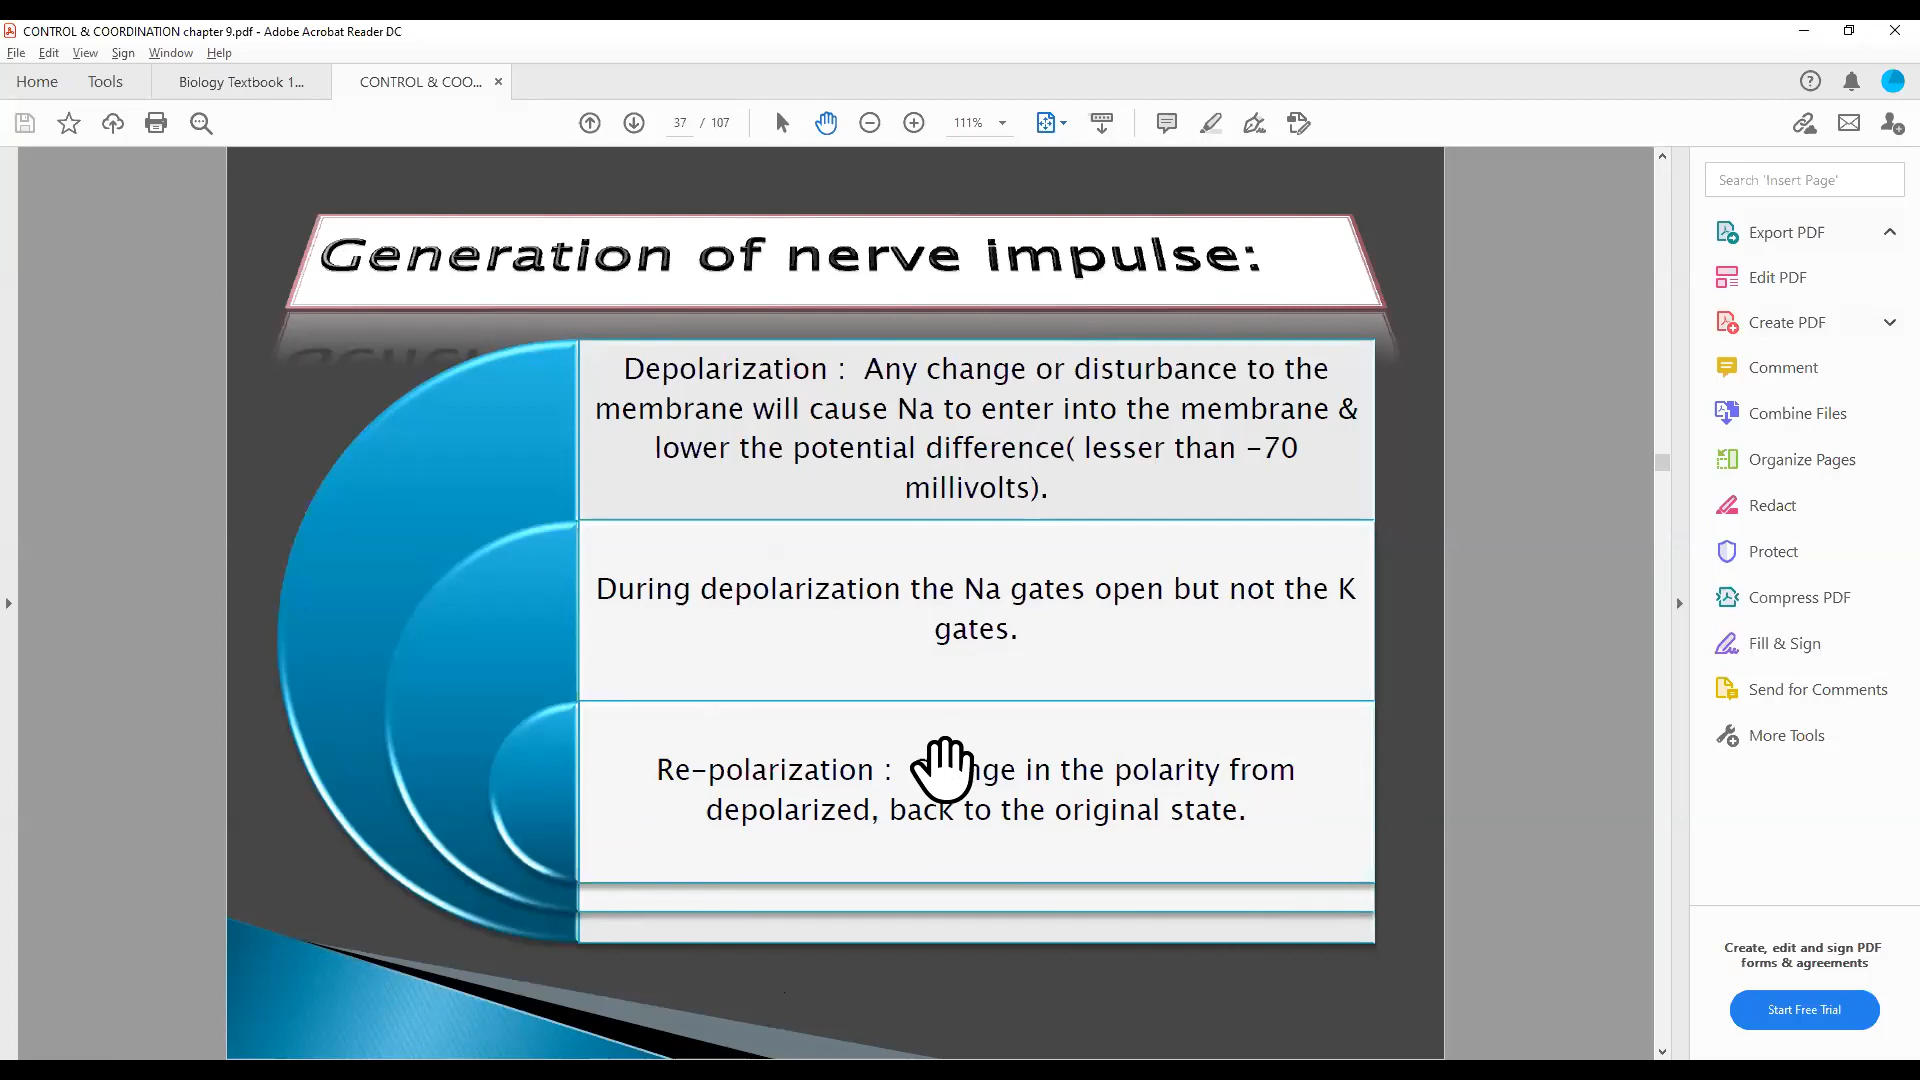 CONTROL & COORDINATION chapter 9.pdf - Adobe Acrobat Reader DC
File Edit View Sign Window Help
Home Tools Biology Textbook 1... CONTROL & COO... ×
37 / 107 111%
Search 'Insert Page'
Export PDF
Edit PDF
Create PDF
Comment
Combine Files
Organize Pages
Redact
Protect
Compress PDF
Fill & Sign
Send for Comments
More Tools
Create, edit and sign PDF
forms & agreements
Start Free Trial
Generation of nerve impulse:
Depolarization : Any change or disturbance to the
membrane will cause Na to enter into the membrane &
lower the potential difference( lesser than -70
millivolts).
During depolarization the Na gates open but not the K
gates.
Re-polarization : in the polarity from
depolarized, back to the original state.